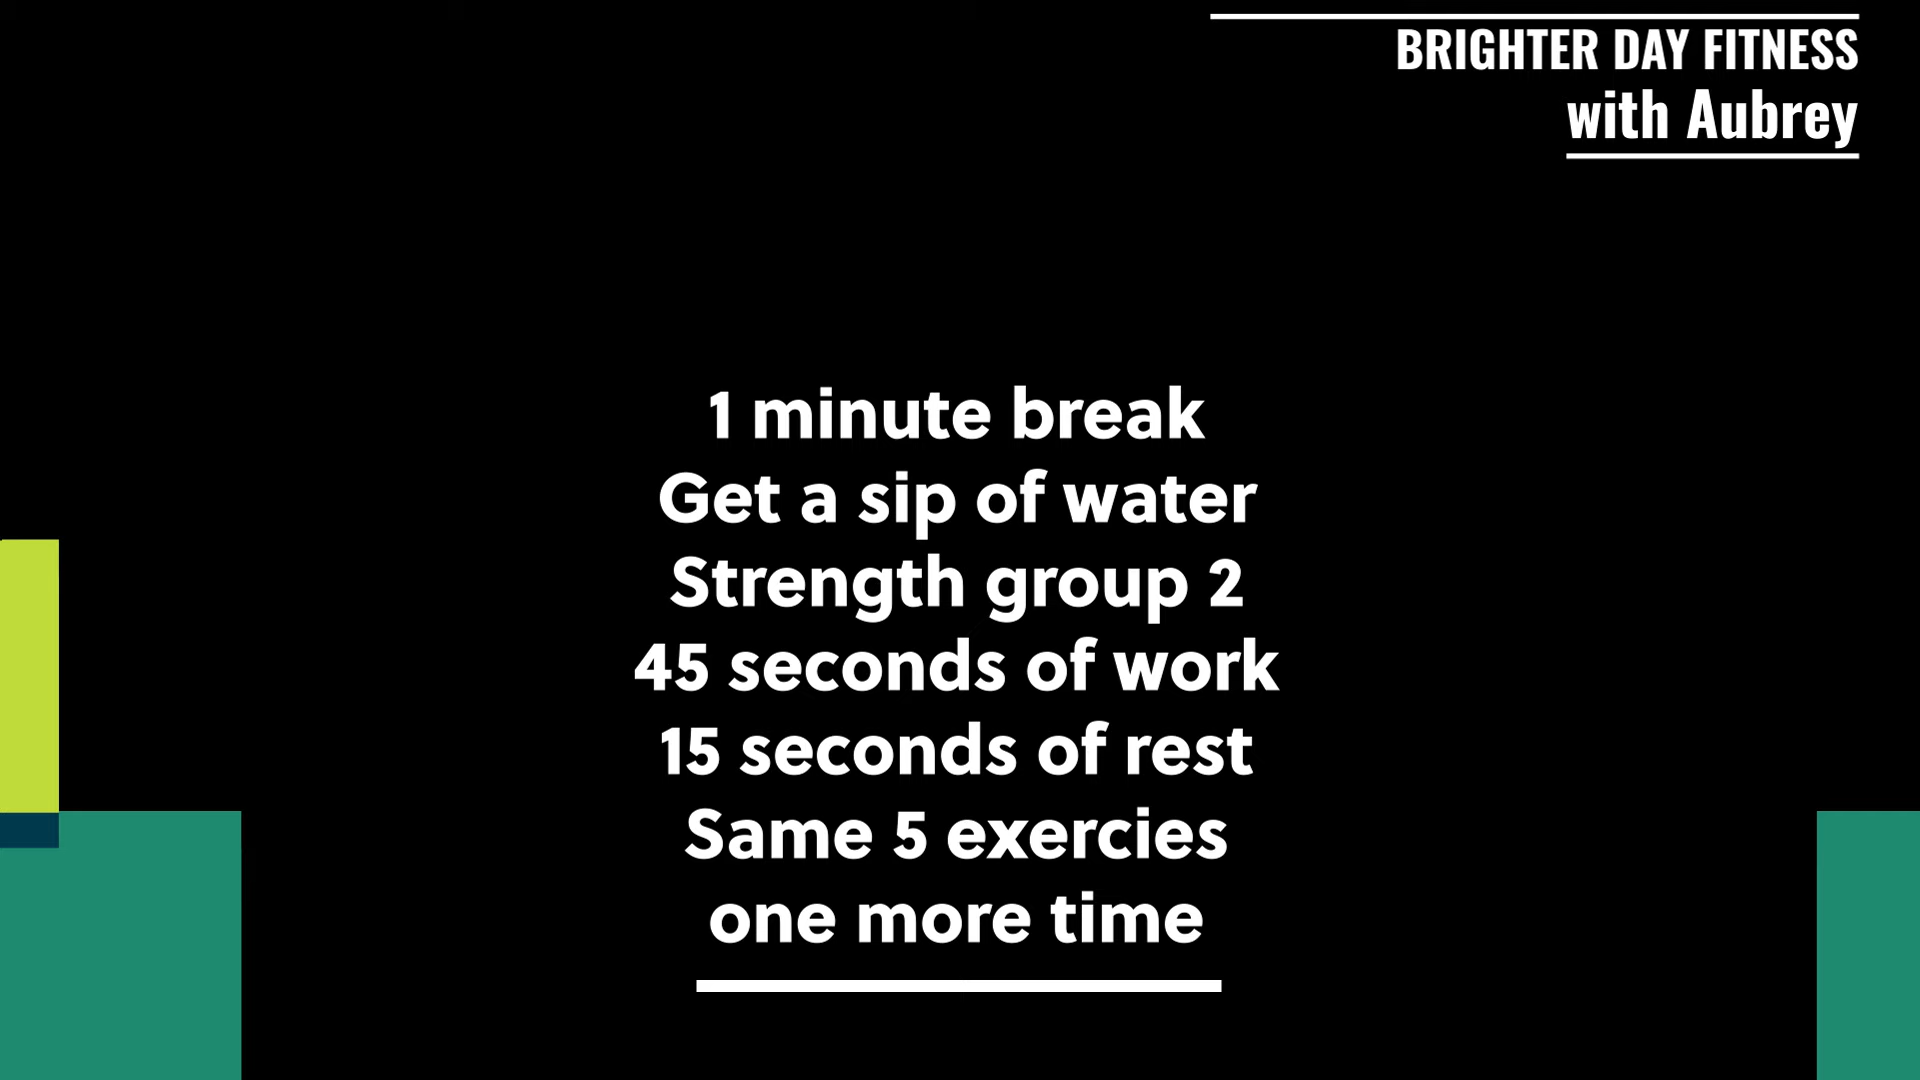 BRIGHTER DAY FITNESS
with Aubrey
1 minute break
Get a sip of water
Strength group 2
45 seconds of work
15 seconds of rest
Same 5 exercies
one more time